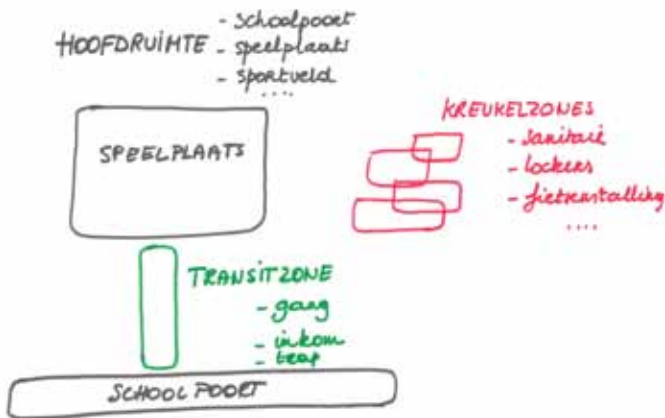 HOOFDRUIMTE
- schoolpoort
- speelplaats
- sportveld
....
SPEELPLAATS
KREUKELZONES
- sanitair
- lockers
- fietsenstalling
....
TRANSITZONE
- gang
- inkom
- trap
SCHOOLPOORT